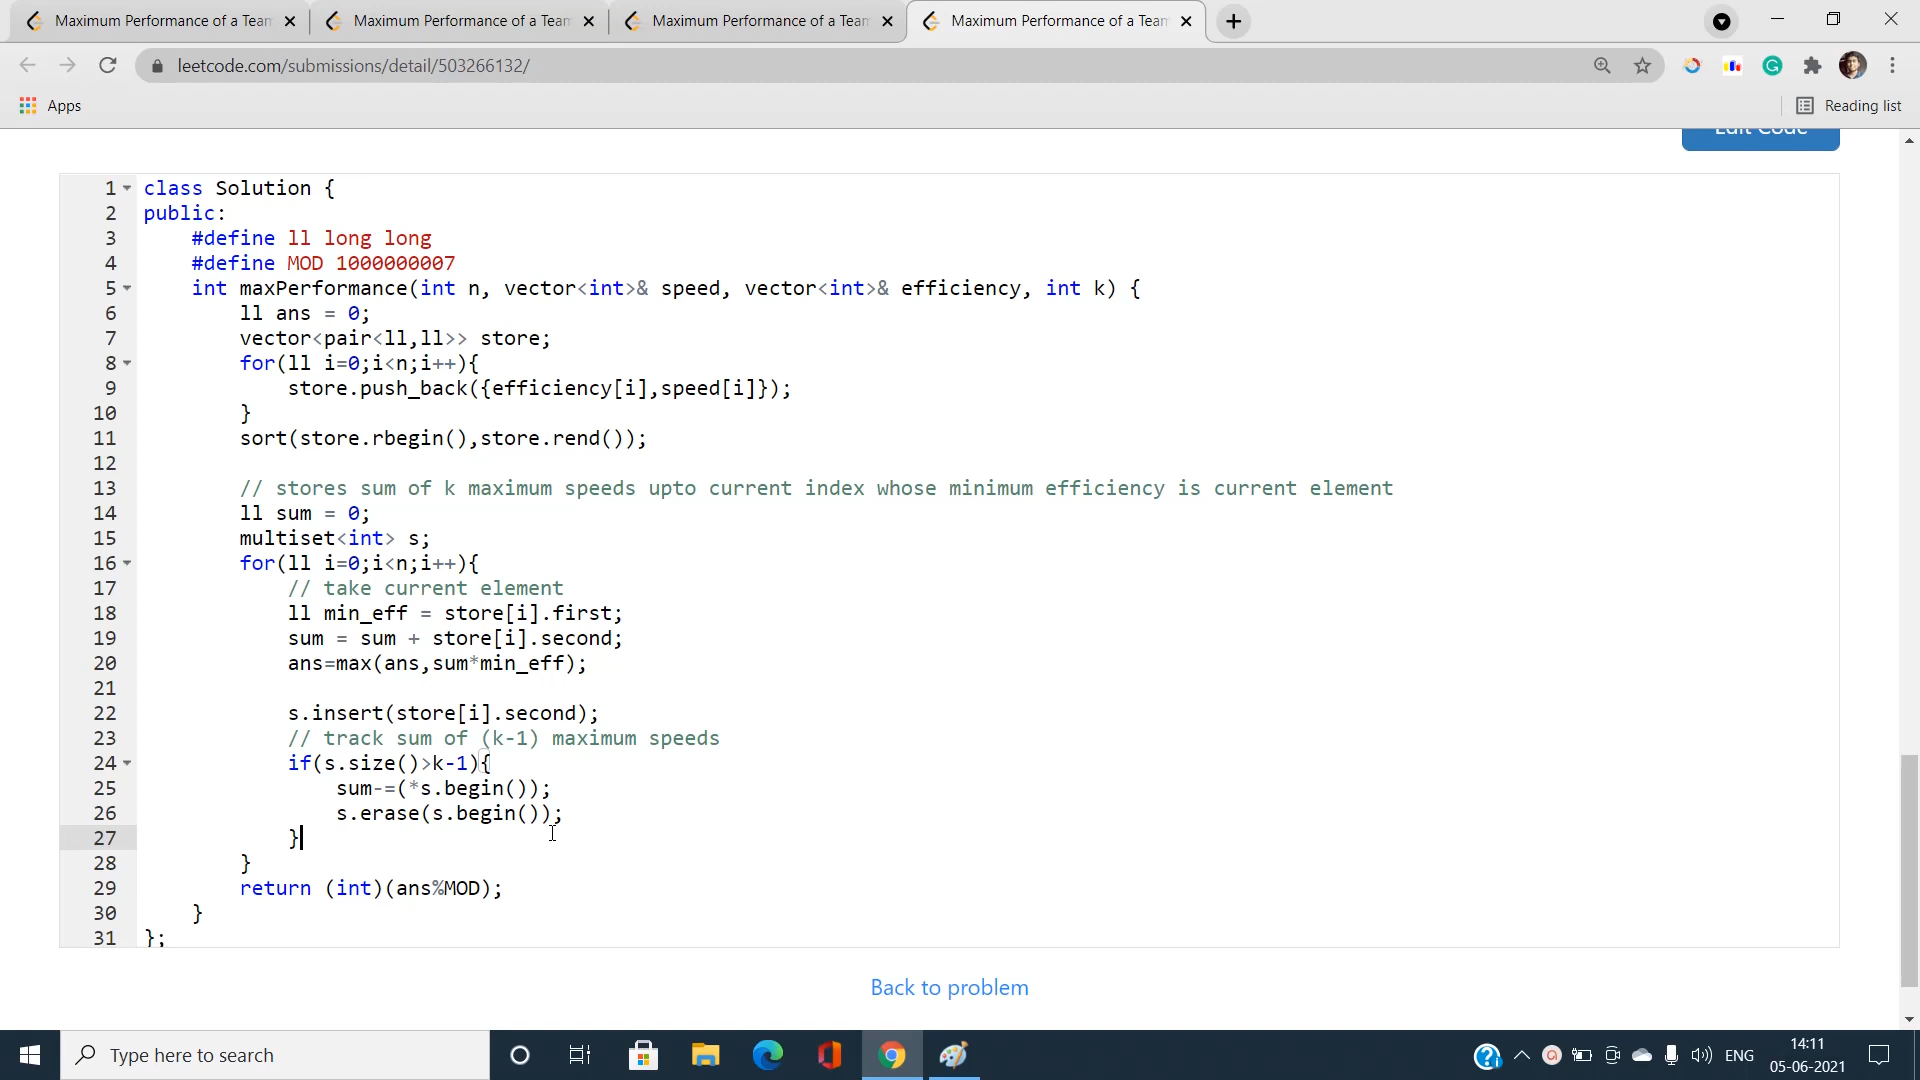 Maximum Performance of a Team
Maximum Performance of a Team
Maximum Performance of a Team
Maximum Performance of a Team
leetcode.com/submissions/detail/503266132/
Apps
Reading list
Edit Code
1 class Solution {
2 public:
3 #define ll long long
4 #define MOD 1000000007
5 int maxPerformance(int n, vector<int>& speed, vector<int>& efficiency, int k) {
6 ll ans = 0;
7 vector<pair<ll,ll>> store;
8 for(ll i=0;i<n;i++){
9 store.push_back({efficiency[i],speed[i]});
10 }
11 sort(store.rbegin(),store.rend());
12
13 // stores sum of k maximum speeds upto current index whose minimum efficiency is current element
14 ll sum = 0;
15 multiset<int> s;
16 for(ll i=0;i<n;i++){
17 // take current element
18 ll min_eff = store[i].first;
19 sum = sum + store[i].second;
20 ans=max(ans,sum*min_eff);
21
22 s.insert(store[i].second);
23 // track sum of (k-1) maximum speeds
24 if(s.size()>k-1){
25 sum-=(*s.begin());
26 s.erase(s.begin());
27 }
28 }
29 return (int)(ans%MOD);
30 }
31 };
Back to problem
Type here to search
ENG
14:11
05-06-2021